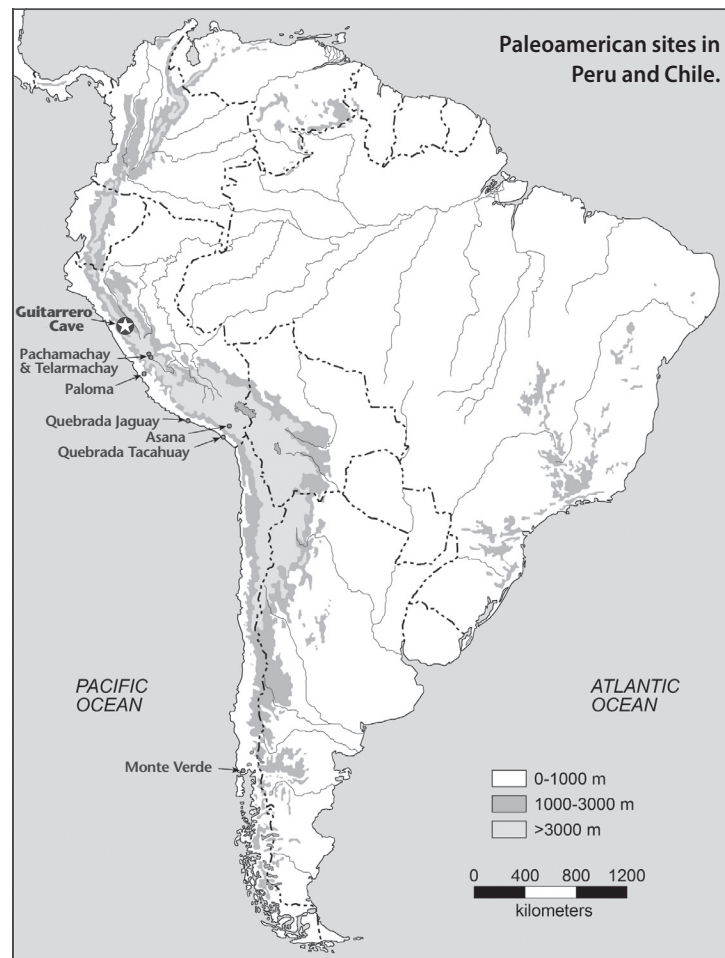 Paleoamerican sites in
Peru and Chile.
Guitarrero
Cave
Pachamachay
& Telarmachay
Paloma
Quebrada Jaguay
Asana
Quebrada Tacahuay
PACIFIC
OCEAN
ATLANTIC
OCEAN
Monte Verde
0-1000 m
1000-3000 m
>3000 m
0 400 800 1200
kilometers